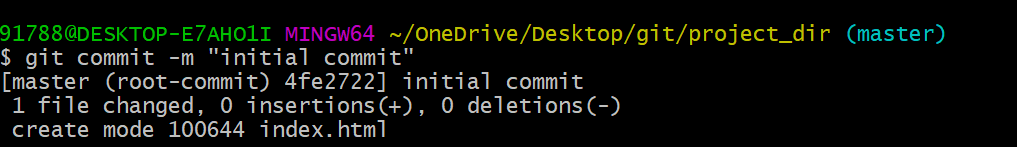 91788@DESKTOP-E7AHO1I MINGW64 ~/OneDrive/Desktop/git/project_dir (master)
$ git commit -m "initial commit"
[master (root-commit) 4fe2722] initial commit
 1 file changed, 0 insertions(+), 0 deletions(-)
 create mode 100644 index.html